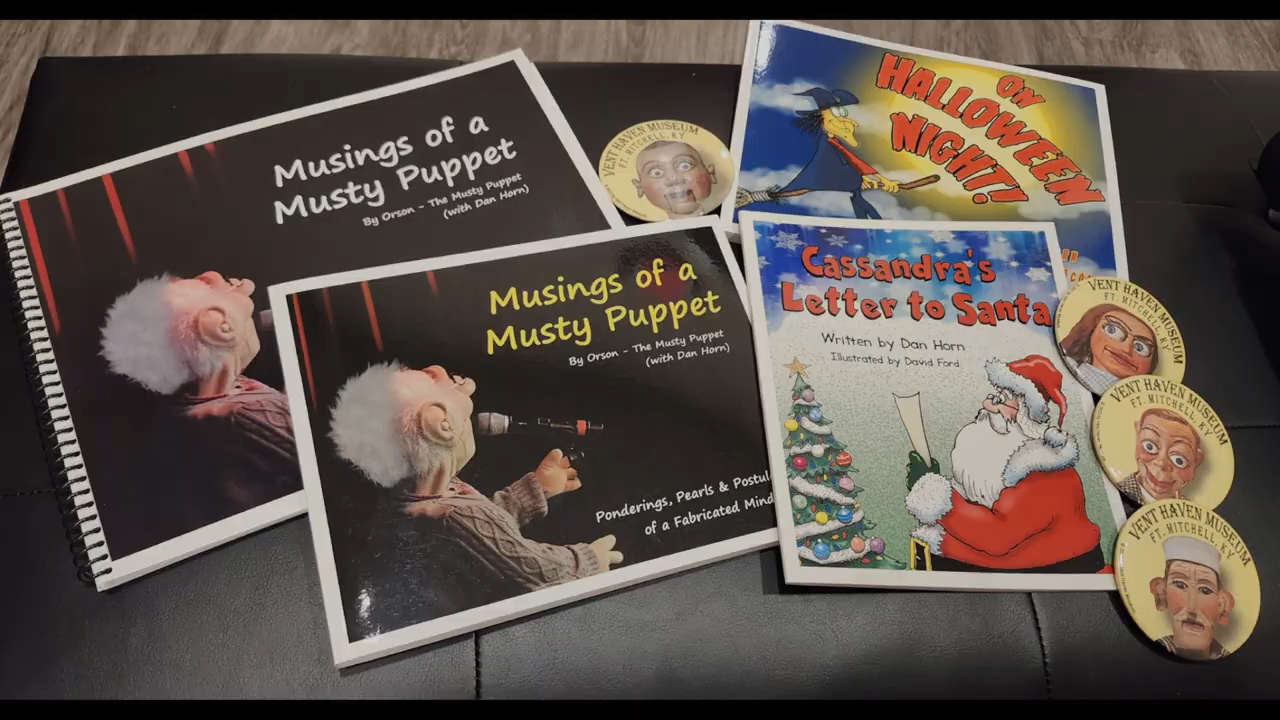 Musings of a
Musty Puppet
By Orson - The Musty Puppet
(with Dan Horn)
VENT HAVEN MUSEUM
FT. MITCHELL, KY
ON
HALLOWEEN
NIGHT!
Musings of a
Musty Puppet
By Orson - The Musty Puppet
(with Dan Horn)
Ponderings, Pearls & Postul
of a Fabricated Mind
Cassandra's
Letter to Santa
Written by Dan Horn
Illustrated by David Ford
VENT HAVEN MUSEUM
FT. MITCHELL, KY
VENT HAVEN MUSEUM
FT. MITCHELL, KY
VENT HAVEN MUSEUM
FT. MITCHELL, KY